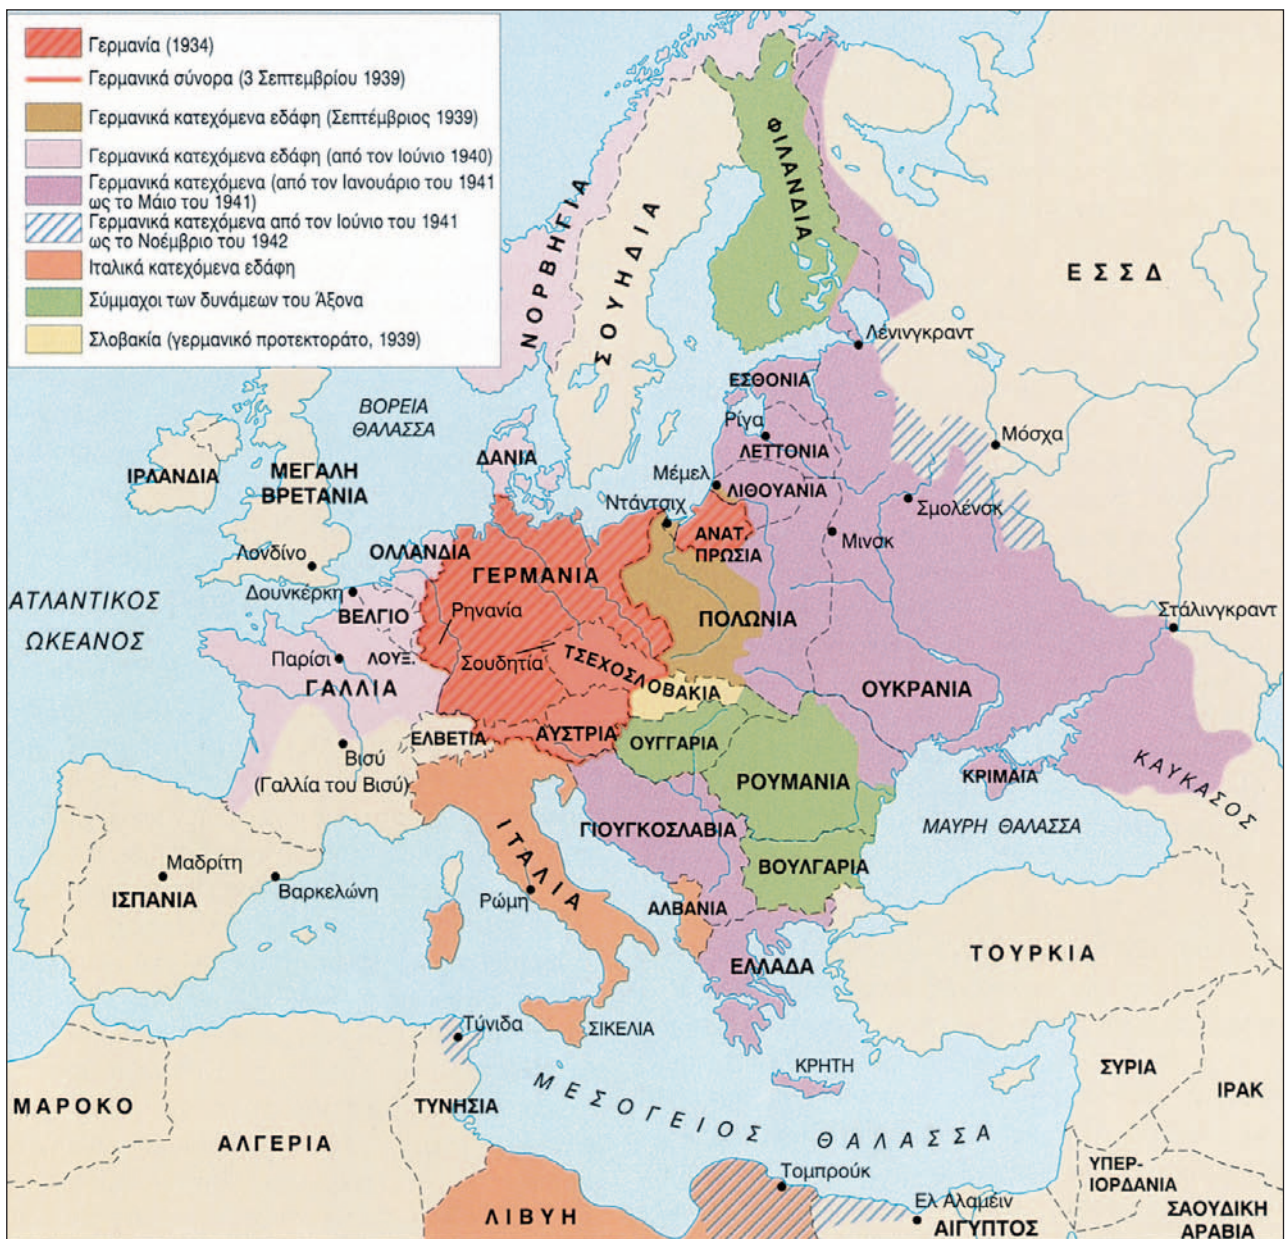 Γερμανία (1934)
Γερμανικά σύνορα (3 Σεπτεμβρίου 1939)
Γερμανικά κατεχόμενα εδάφη (Σεπτέμβριος 1939)
Γερμανικά κατεχόμενα εδάφη (από τον Ιούνιο 1940)
Γερμανικά κατεχόμενα (από τον Ιανουάριο του 1941
ως το Μάιο του 1941)
Γερμανικά κατεχόμενα από τον Ιούνιο του 1941
ως το Νοέμβριο του 1942
Ιταλικά κατεχόμενα εδάφη
Σύμμαχοι των δυνάμεων του Άξονα
Σλοβακία (γερμανικό προτεκτοράτο, 1939)
ΝΟΡΒΗΓΙΑ
ΣΟΥΗΔΙΑ
ΦΙΛΑΝΔΙΑ
ΕΣΣΔ
Λένινγκραντ
ΕΣΘΟΝΙΑ
ΒΟΡΕΙΑ
ΘΑΛΑΣΣΑ
Ρίγα
Μόσχα
ΛΕΤΤΟΝΙΑ
ΔΑΝΙΑ
ΙΡΛΑΝΔΙΑ
ΜΕΓΑΛΗ
ΒΡΕΤΑΝΙΑ
Μέμελ
ΛΙΘΟΥΑΝΙΑ
Σμολένσκ
Ντάντσιχ
ΑΝΑΤ.
ΠΡΩΣΙΑ
Μινσκ
Λονδίνο
ΟΛΛΑΝΔΙΑ
ΓΕΡΜΑΝΙΑ
Δουνκέρκη
ΒΕΛΓΙΟ
Ρηνανία
ΠΟΛΩΝΙΑ
Στάλινγκραντ
ΑΤΛΑΝΤΙΚΟΣ
ΩΚΕΑΝΟΣ
Παρίσι
ΛΟΥΞ.
Σουδητία
ΤΣΕΧΟΣΛΟΒΑΚΙΑ
ΓΑΛΛΙΑ
ΟΥΚΡΑΝΙΑ
ΕΛΒΕΤΙΑ
ΑΥΣΤΡΙΑ
ΟΥΓΓΑΡΙΑ
Βισύ
(Γαλλία του Βισύ)
ΡΟΥΜΑΝΙΑ
ΚΡΙΜΑΙΑ
ΚΑΥΚΑΣΟΣ
ΙΤΑΛΙΑ
ΓΙΟΥΓΚΟΣΛΑΒΙΑ
ΜΑΥΡΗ ΘΑΛΑΣΣΑ
Μαδρίτη
ΒΟΥΛΓΑΡΙΑ
ΙΣΠΑΝΙΑ
Βαρκελώνη
Ρώμη
ΑΛΒΑΝΙΑ
ΕΛΛΑΔΑ
ΤΟΥΡΚΙΑ
Τύνιδα
ΣΙΚΕΛΙΑ
ΚΡΗΤΗ
ΣΥΡΙΑ
ΙΡΑΚ
ΜΑΡΟΚΟ
ΑΛΓΕΡΙΑ
ΤΥΝΗΣΙΑ
ΜΕΣΟΓΕΙΟΣ ΘΑΛΑΣΣΑ
Τομπρούκ
ΥΠΕΡ-
ΙΟΡΔΑΝΙΑ
ΛΙΒΥΗ
Ελ Αλαμέιν
ΑΙΓΥΠΤΟΣ
ΣΑΟΥΔΙΚΗ
ΑΡΑΒΙΑ